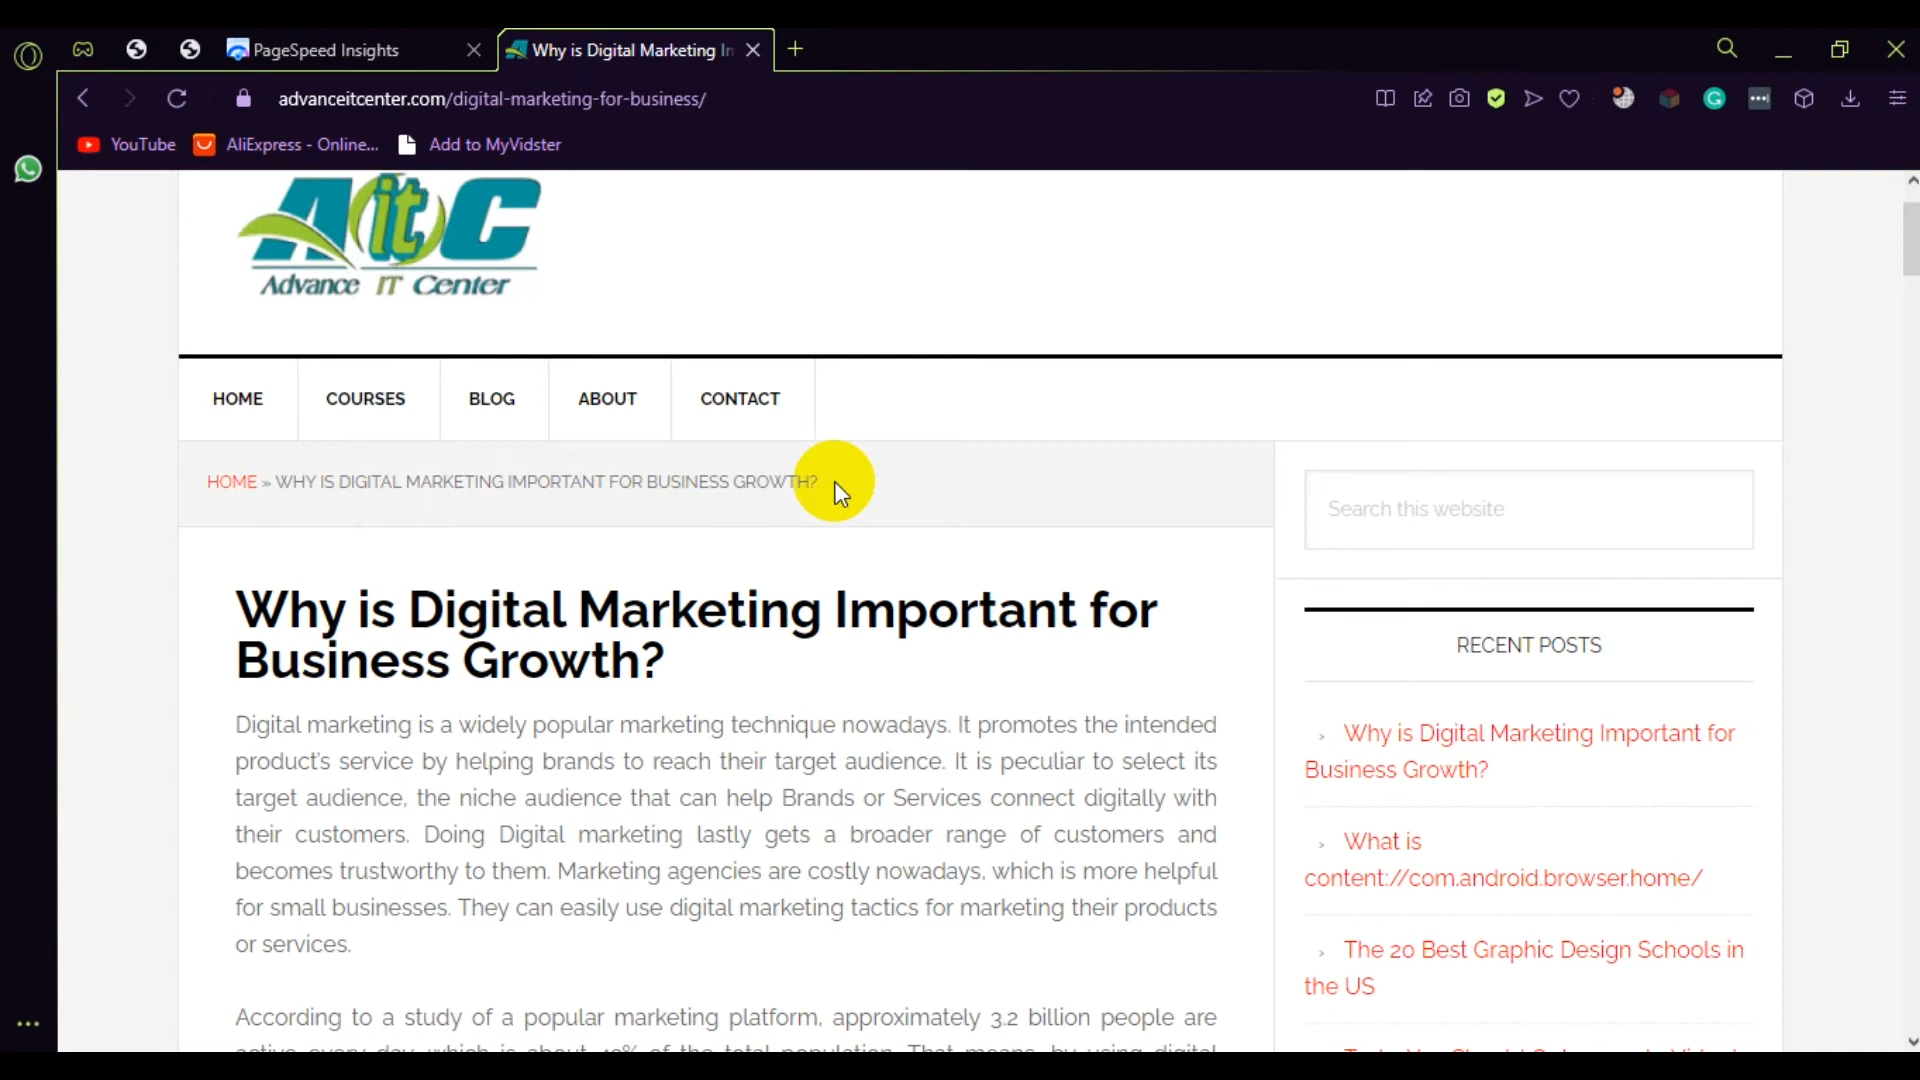 PageSpeed Insights
Why is Digital Marketing In
advanceitcenter.com/digital-marketing-for-business/
YouTube
AliExpress - Online...
Add to MyVidster
AitC
Advance IT Center
HOME
COURSES
BLOG
ABOUT
CONTACT
HOME » WHY IS DIGITAL MARKETING IMPORTANT FOR BUSINESS GROWTH?
Search this website
Why is Digital Marketing Important for
Business Growth?
Digital marketing is a widely popular marketing technique nowadays. It promotes the intended
product's service by helping brands to reach their target audience. It is peculiar to select its
target audience, the niche audience that can help Brands or Services connect digitally with
their customers. Doing Digital marketing lastly gets a broader range of customers and
becomes trustworthy to them. Marketing agencies are costly nowadays, which is more helpful
for small businesses. They can easily use digital marketing tactics for marketing their products
or services.
According to a study of a popular marketing platform, approximately 3.2 billion people are
RECENT POSTS
Why is Digital Marketing Important for
Business Growth?
What is
content://com.android.browser.home/
The 20 Best Graphic Design Schools in
the US